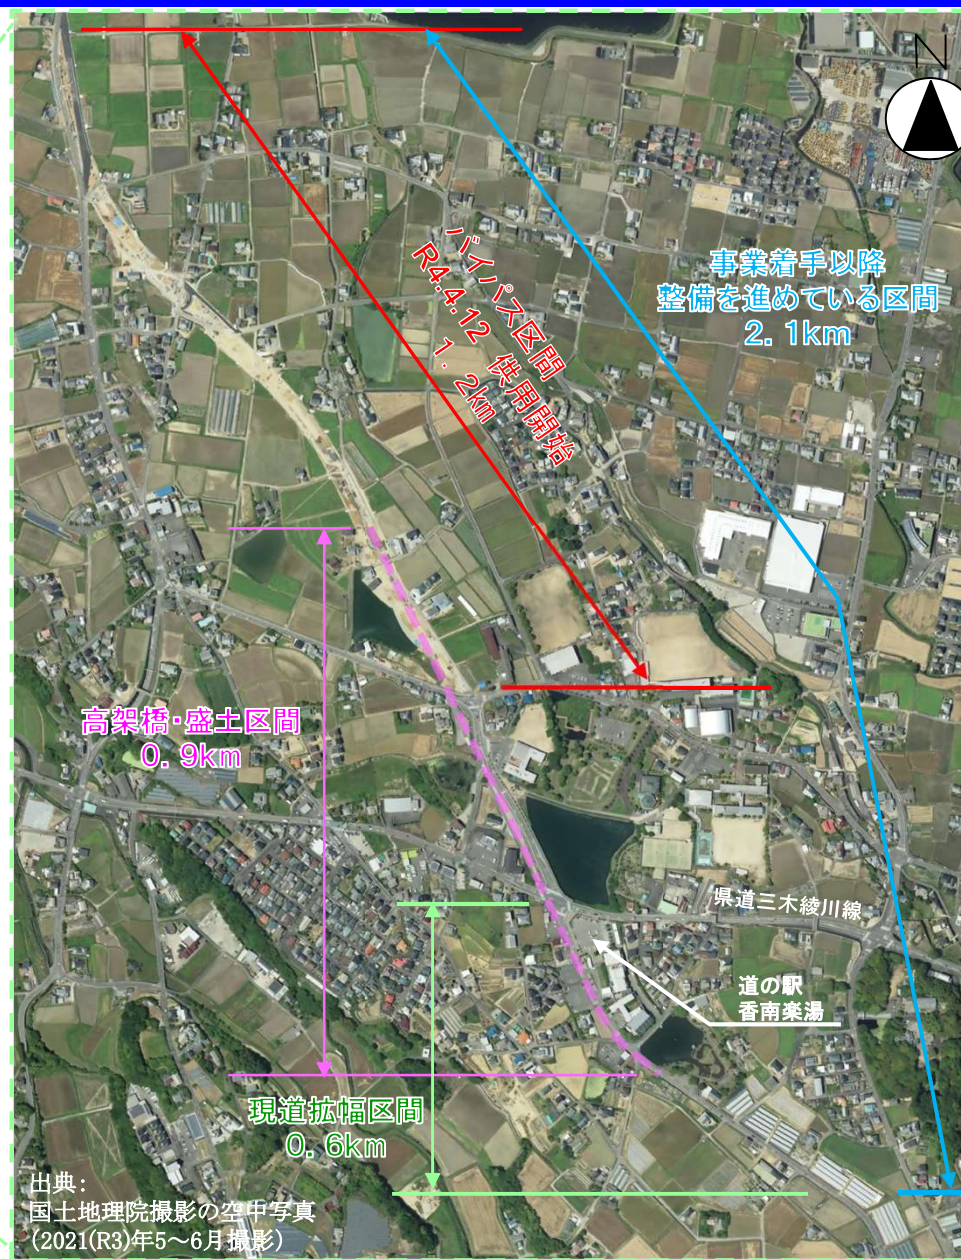 N
バイパス区間
R4.4.12 供用開始
1.2km
事業着手以降
整備を進めている区間
2.1km
高架橋・盛土区間
0.9km
県道三木綾川線
道の駅
香南楽湯
現道拡幅区間
0.6km
出典:
国土地理院撮影の空中写真
(2021(R3)年5～6月撮影)